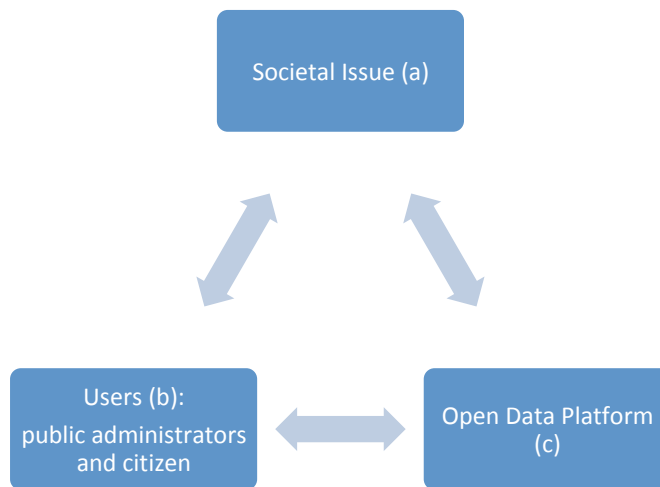 Societal Issue (a)
Users (b):
public administrators
and citizen
Open Data Platform
(c)